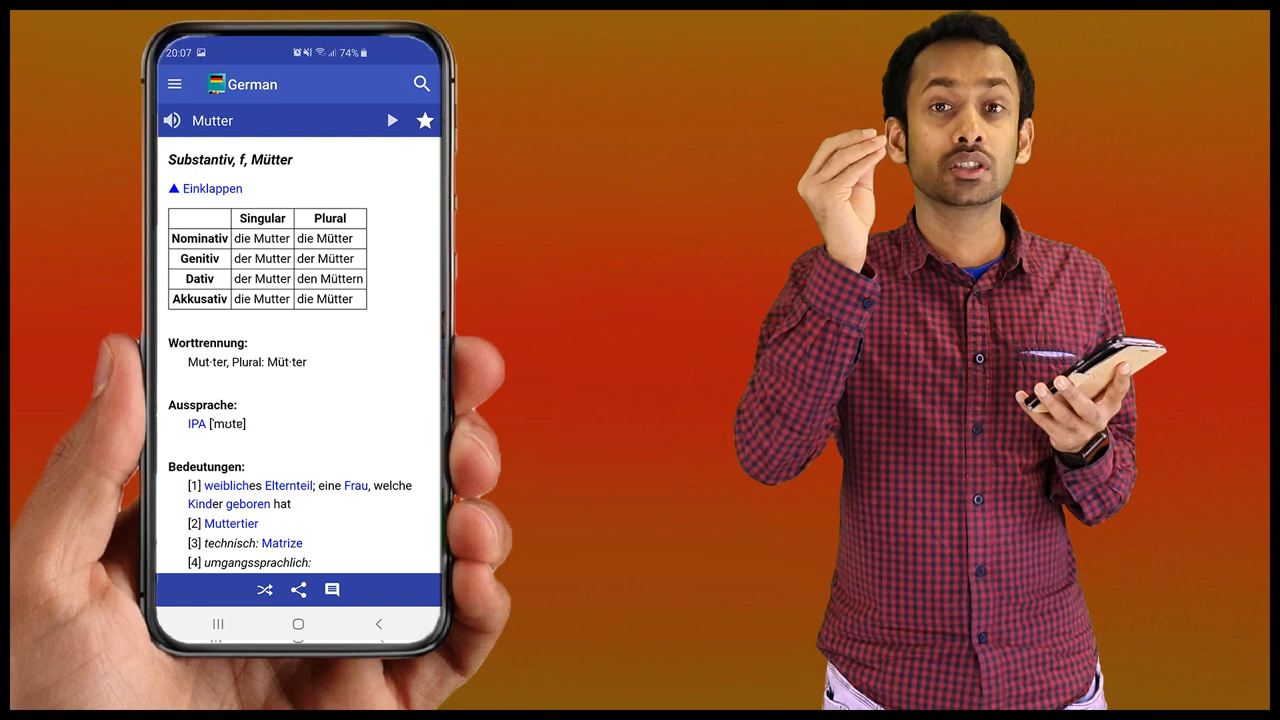 20:07 74%
German
Mutter
Substantiv, f, Mütter
▲ Einklappen
Singular Plural
Nominativ die Mutter die Mütter
Genitiv der Mutter der Mütter
Dativ der Mutter den Müttern
Akkusativ die Mutter die Mütter
Worttrennung:
Mut·ter, Plural: Müt·ter
Aussprache:
IPA [ˈmʊtɐ]
Bedeutungen:
[1] weibliches Elternteil; eine Frau, welche
Kinder geboren hat
[2] Muttertier
[3] technisch: Matrize
[4] umgangssprachlich: